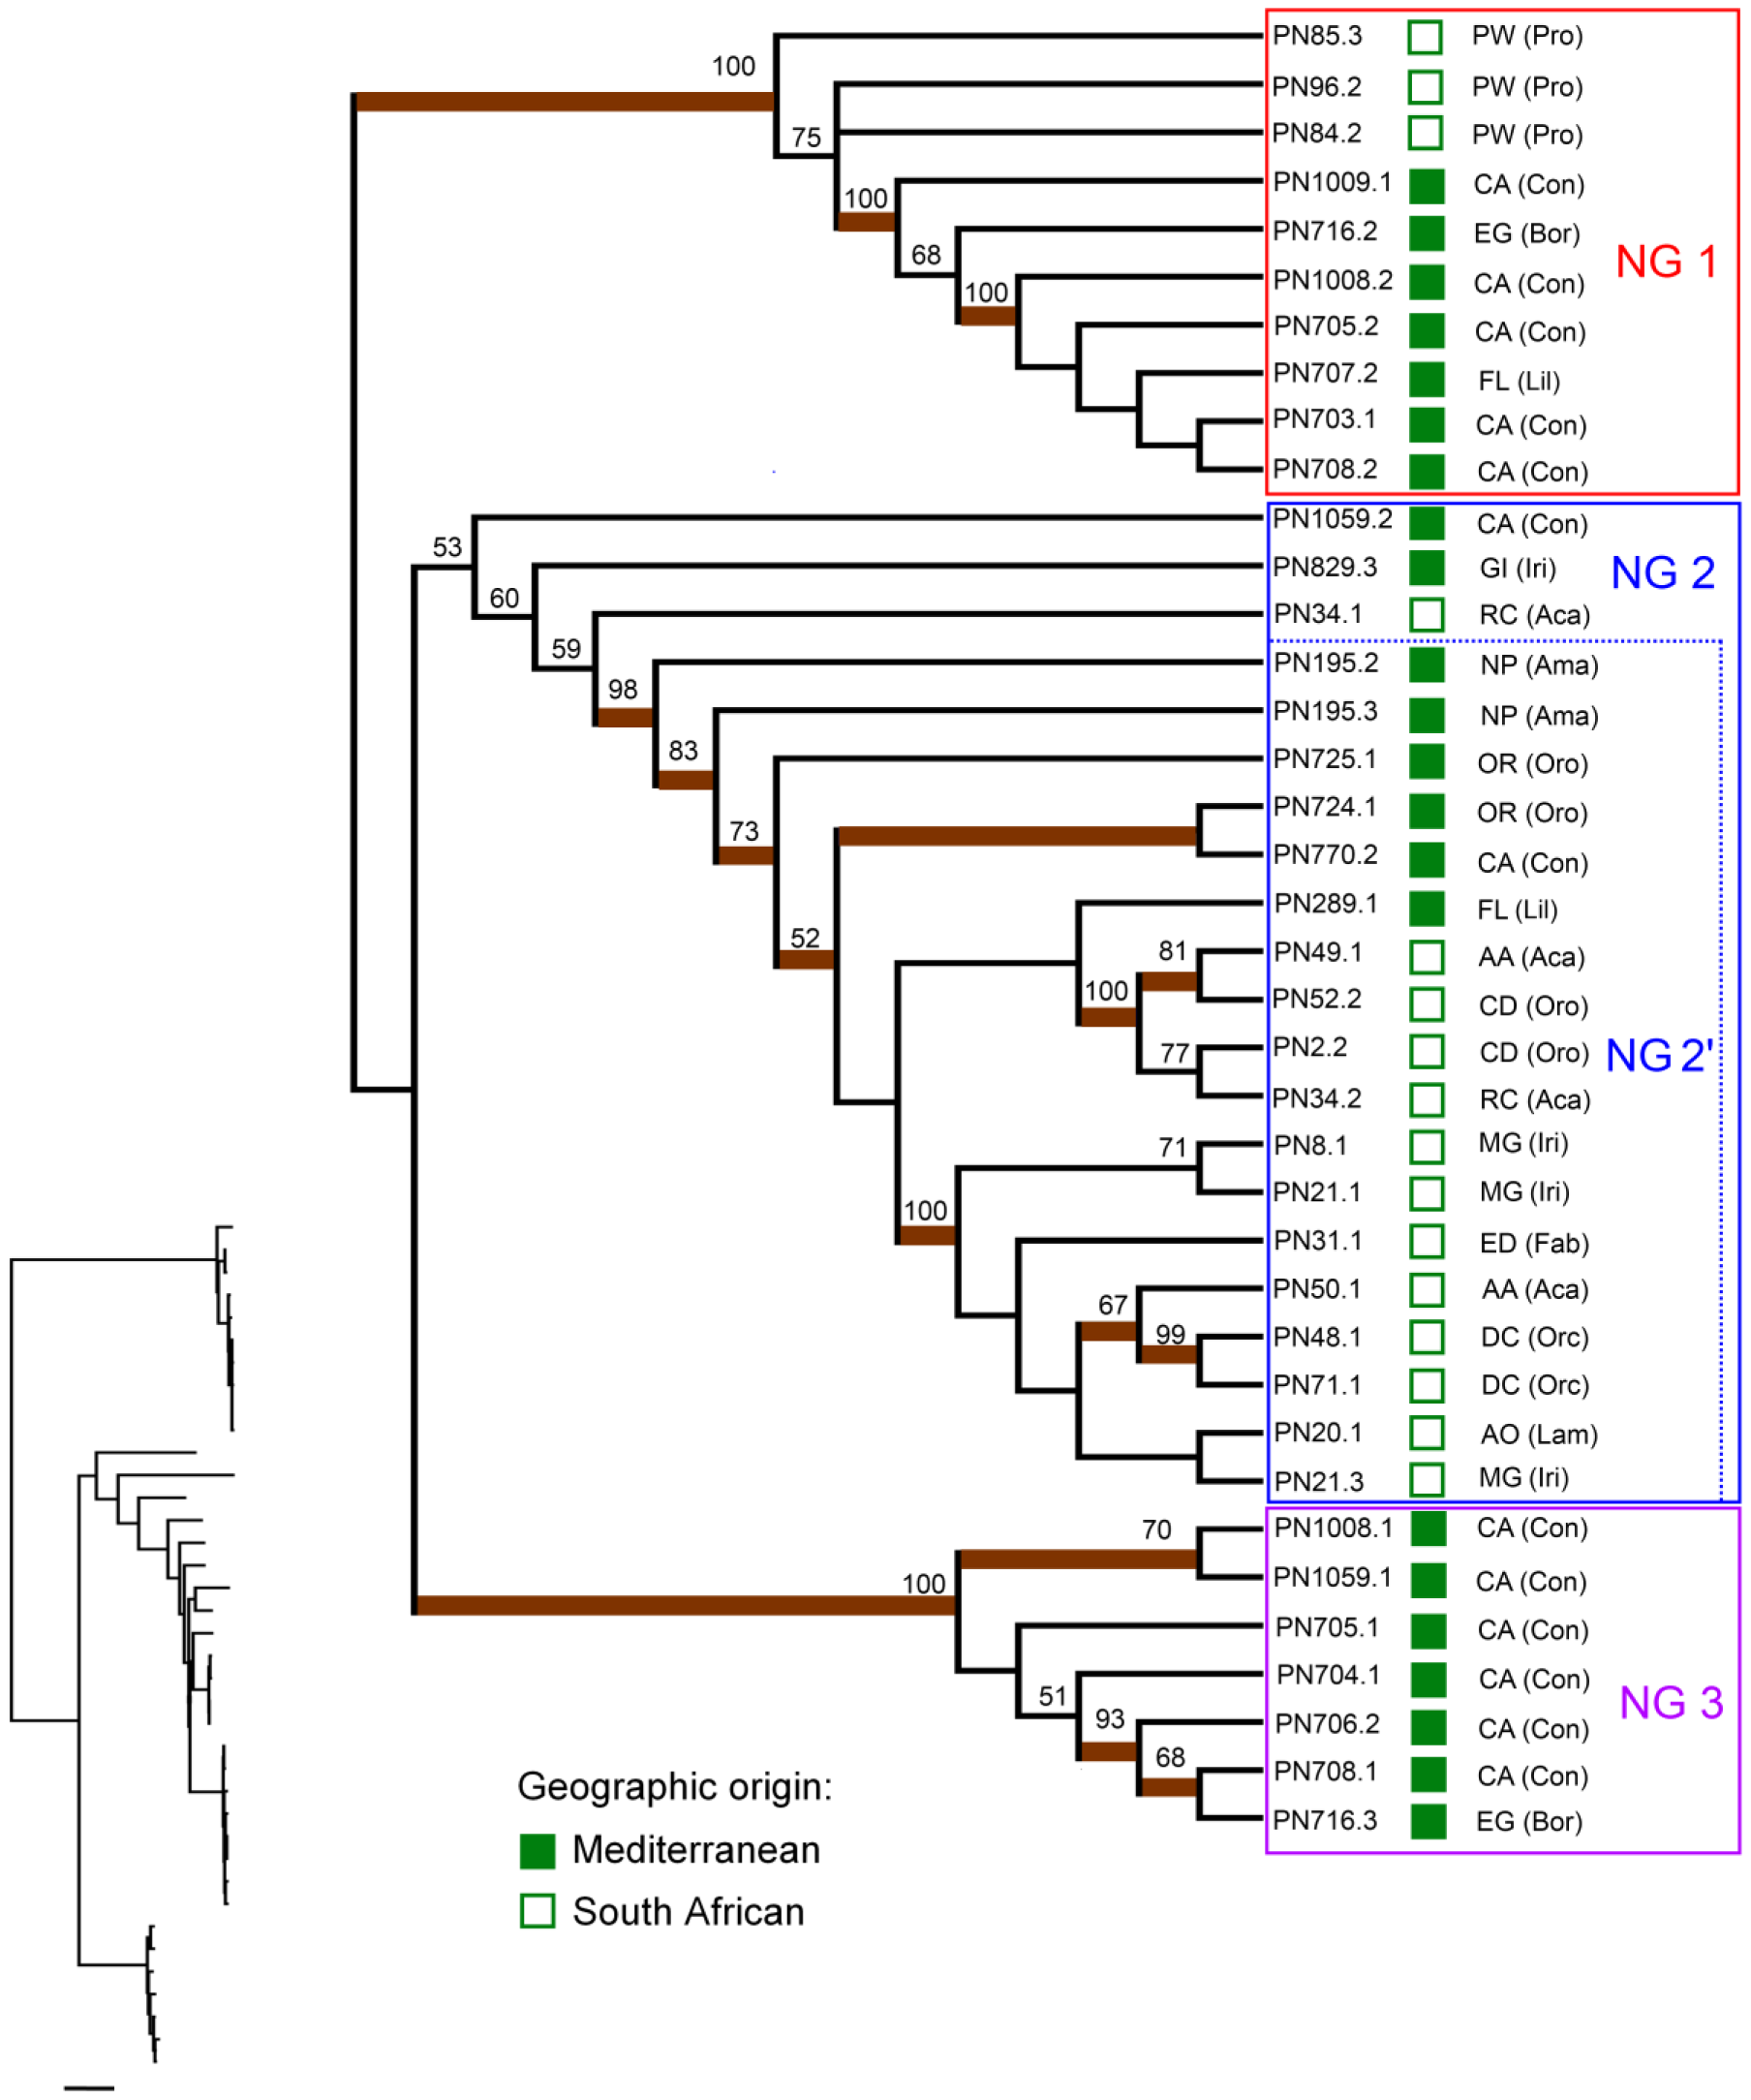 PN85.3 PW (Pro)
100
PN96.2 PW (Pro)
75 PN84.2 PW (Pro)
PN1009.1 CA (Con)
100
PN716.2 EG (Bor)
68 NG 1
PN1008.2 CA (Con)
100
PN705.2 CA (Con)
PN707.2 FL (Lil)
PN703.1 CA (Con)
PN708.2 CA (Con)
PN1059.2 CA (Con)
53
PN829.3 GI (Iri) NG 2
60
PN34.1 RC (Aca)
59
PN195.2 NP (Ama)
98
PN195.3 NP (Ama)
83
PN725.1 OR (Oro)
PN724.1 OR (Oro)
73
PN770.2 CA (Con)
PN289.1 FL (Lil)
52
81 PN49.1 AA (Aca)
100 PN52.2 CD (Oro)
77 PN2.2 CD (Oro) NG 2'
PN34.2 RC (Aca)
71 PN8.1 MG (Iri)
PN21.1 MG (Iri)
100
PN31.1 ED (Fab)
PN50.1 AA (Aca)
67
99 PN48.1 DC (Orc)
PN71.1 DC (Orc)
PN20.1 AO (Lam)
PN21.3 MG (Iri)
70 PN1008.1 CA (Con)
100 PN1059.1 CA (Con)
PN705.1 CA (Con)
PN704.1 CA (Con)
51 NG 3
93 PN706.2 CA (Con)
68 PN708.1 CA (Con)
PN716.3 EG (Bor)
Geographic origin:
Mediterranean
South African